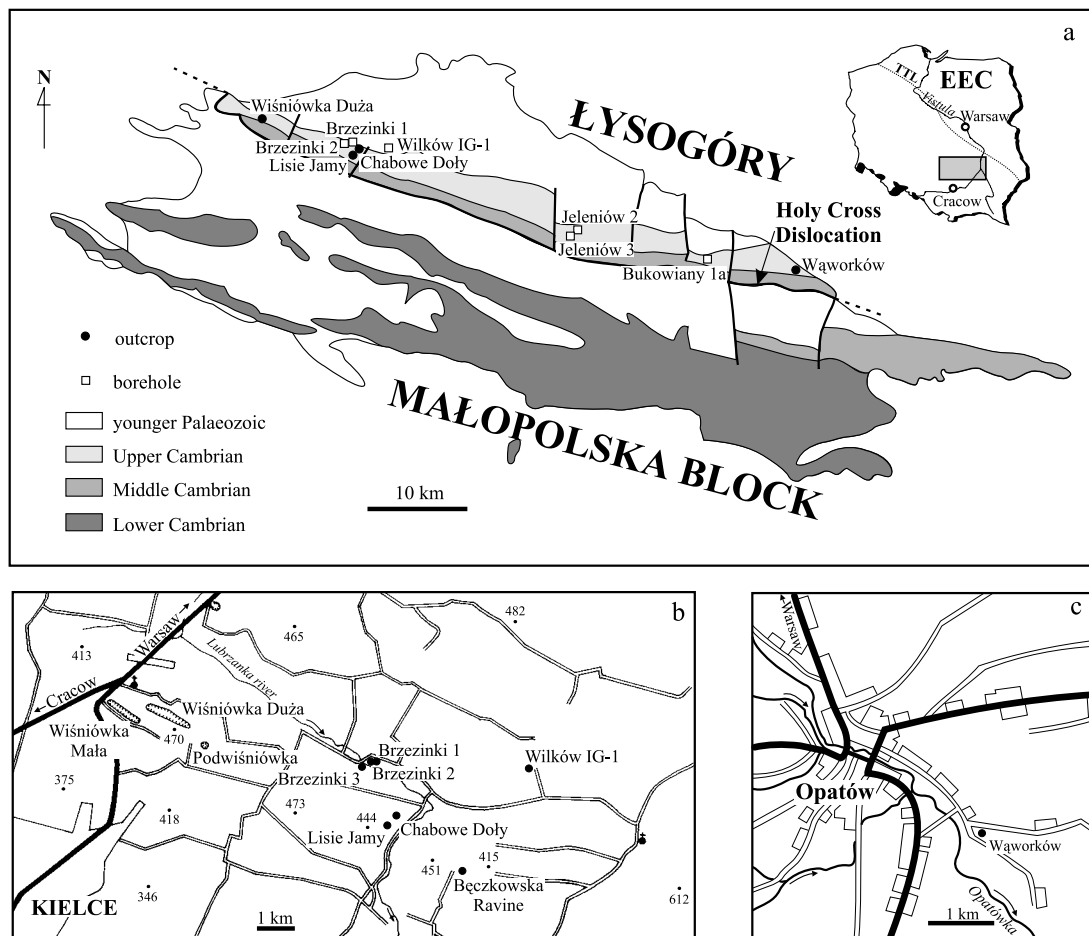 a
N
TTL
EEC
Vistula
Warsaw
Cracow
Wiśniówka Duża
Brzezinki 1
Brzezinki 2
Wilków IG-1
Lisie Jamy
Chabowe Doły
ŁYSOGÓRY
Holy Cross
Dislocation
Jeleniów 2
Jeleniów 3
Bukowiany 1a
Wąworków
outcrop
borehole
younger Palaeozoic
Upper Cambrian
Middle Cambrian
Lower Cambrian
MAŁOPOLSKA BLOCK
10 km
b
413
465
482
Warsaw
Cracow
Lubrzanka river
Wiśniówka Duża
Wiśniówka
Mała
470
Podwiśniówka
Brzezinki 1
Brzezinki 2
Brzezinki 3
Wilków IG-1
375
418
473
444
Lisie Jamy
Chabowe Doły
451
415
Bęczkowska
Ravine
346
612
KIELCE
1 km
c
Warsaw
Opatów
Wąworków
Opatówka
1 km